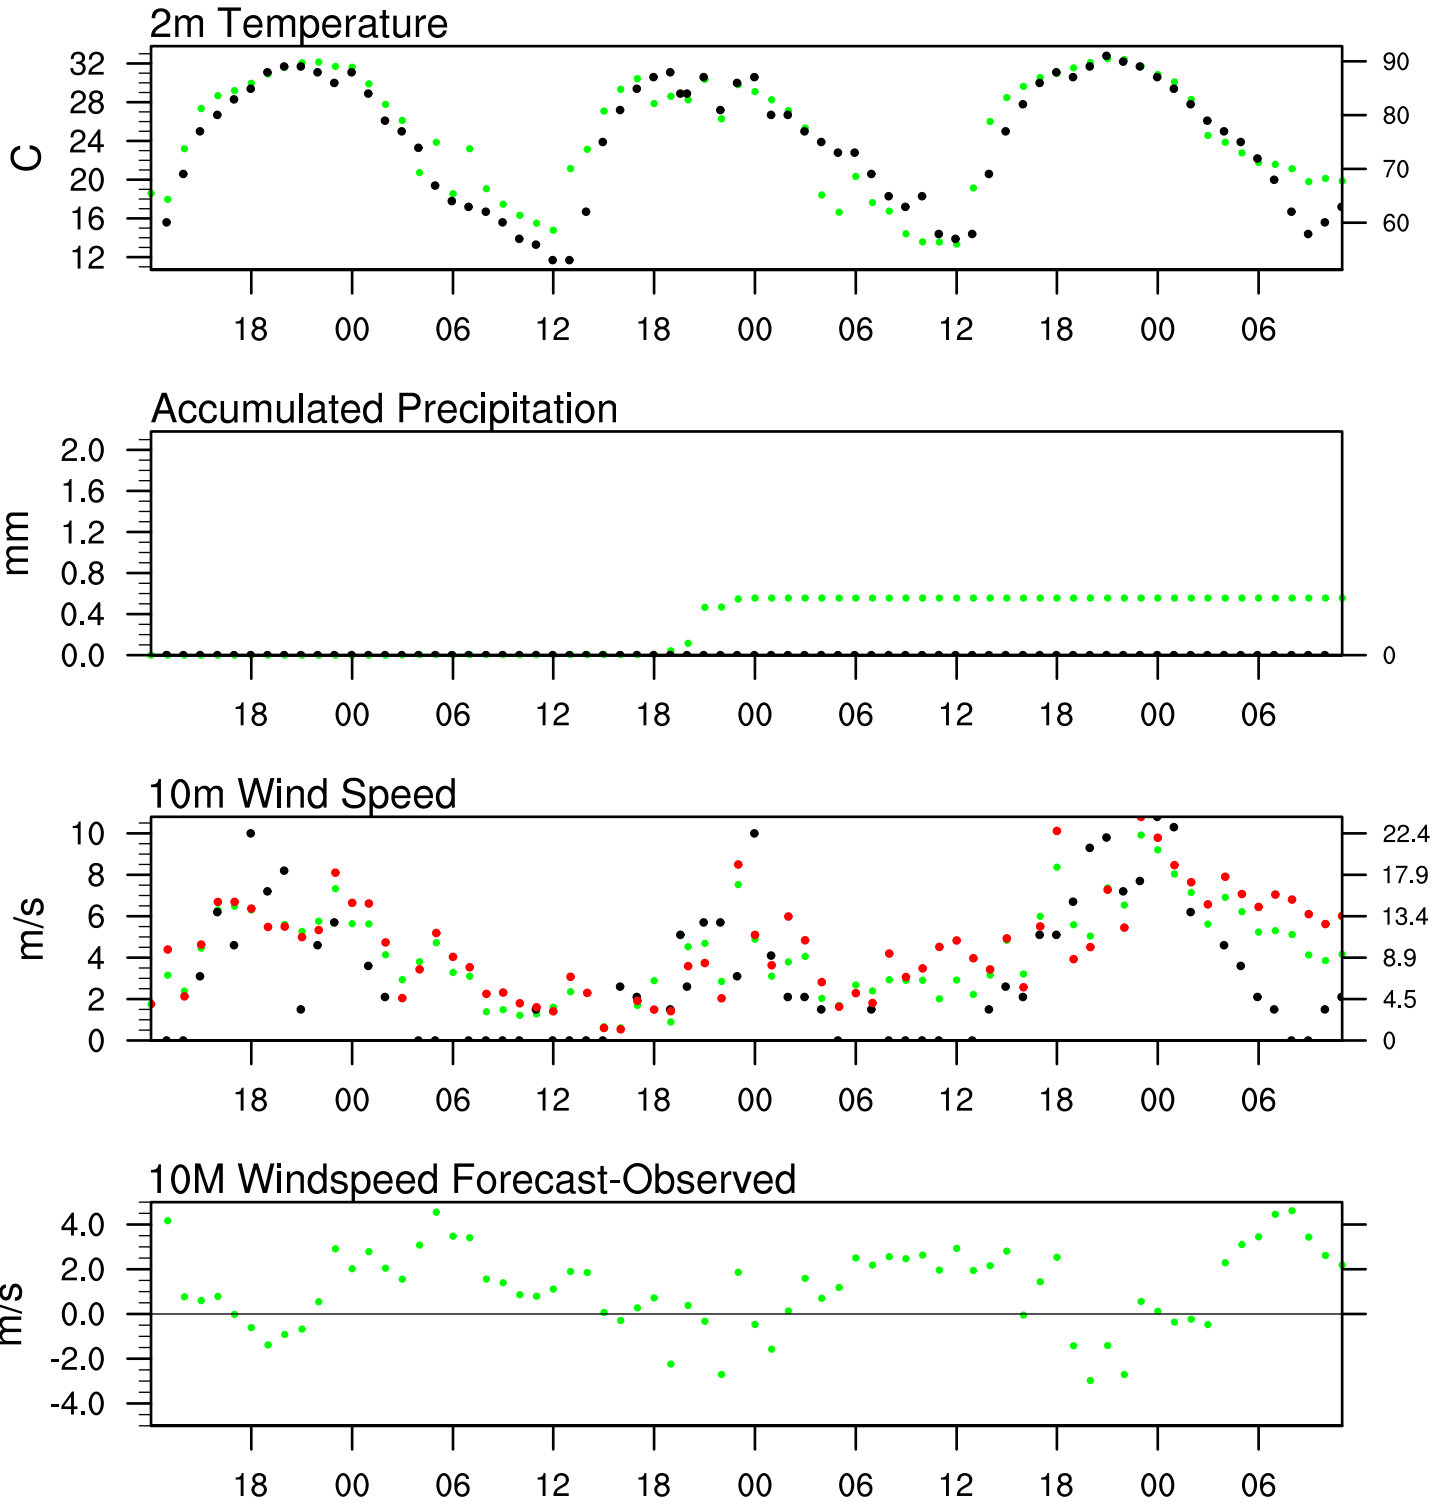 2m Temperature
32
28
24
20
16
12
C
90
80
70
60
18 00 06 12 18 00 06 12 18 00 06
Accumulated Precipitation
2.0
1.6
1.2
0.8
0.4
0.0
mm
0
18 00 06 12 18 00 06 12 18 00 06
10m Wind Speed
10
8
6
4
2
0
m/s
22.4
17.9
13.4
8.9
4.5
0
18 00 06 12 18 00 06 12 18 00 06
10M Windspeed Forecast-Observed
4.0
2.0
0.0
-2.0
-4.0
m/s
18 00 06 12 18 00 06 12 18 00 06